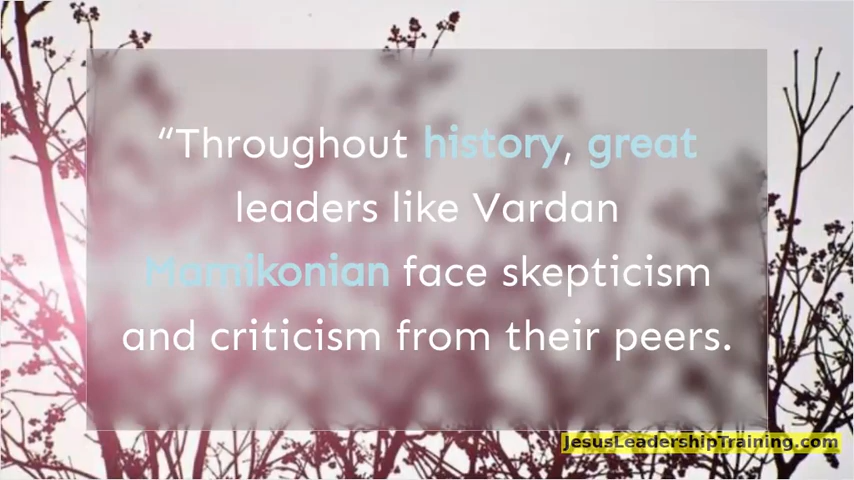 “Throughout history, great
leaders like Vardan
Mamikonian face skepticism
and criticism from their peers.
JesusLeadershipTraining.com